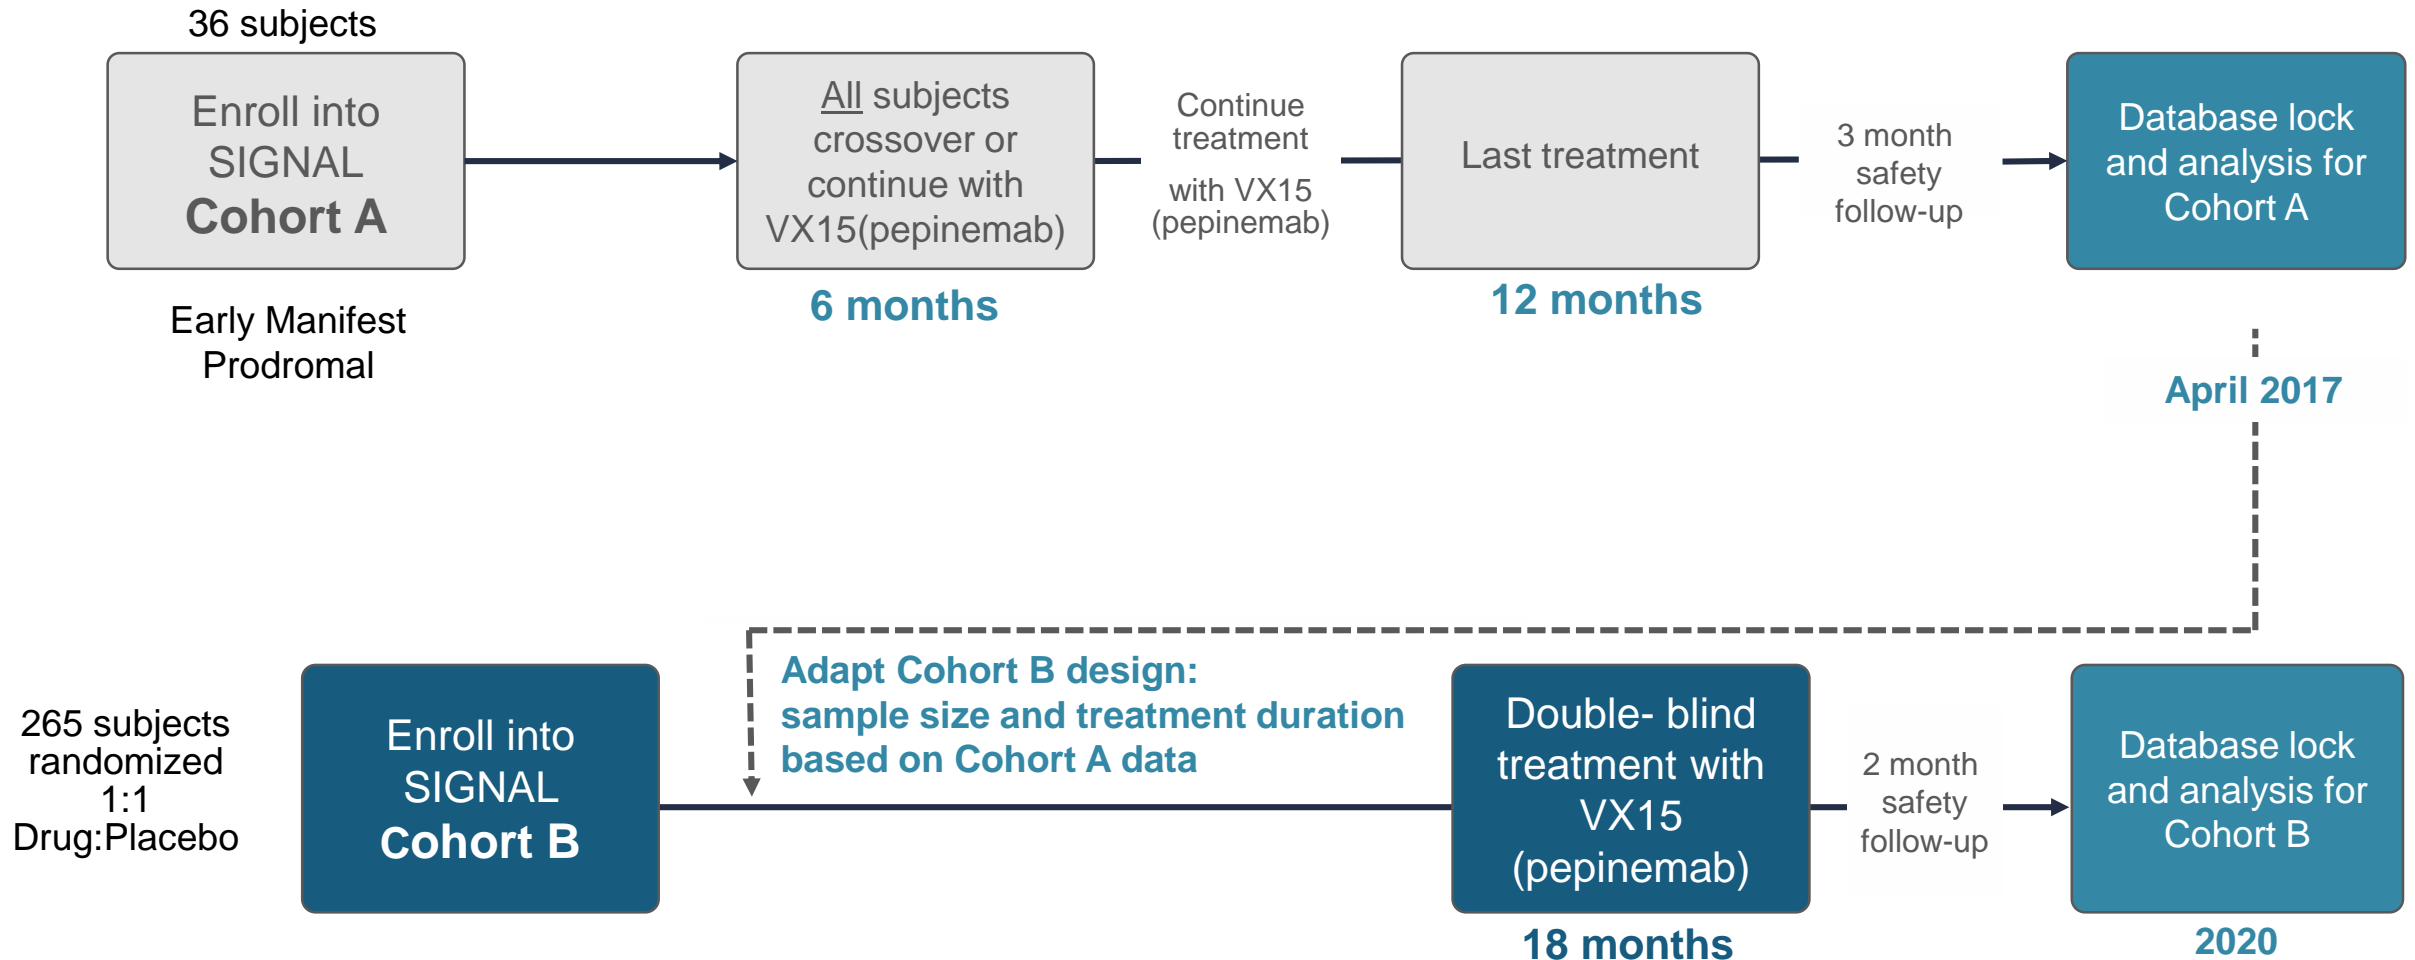 36 subjects
Enroll into
SIGNAL
Cohort A
Early Manifest
Prodromal
All subjects
crossover or
continue with
VX15(pepinemab)
6 months
Continue
treatment
with VX15
(pepinemab)
Last treatment
12 months
3 month
safety
follow-up
Database lock
and analysis for
Cohort A
April 2017
265 subjects
randomized
1:1
Drug:Placebo
Enroll into
SIGNAL
Cohort B
Adapt Cohort B design:
sample size and treatment duration
based on Cohort A data
Double- blind
treatment with
VX15
(pepinemab)
18 months
2 month
safety
follow-up
Database lock
and analysis for
Cohort B
2020